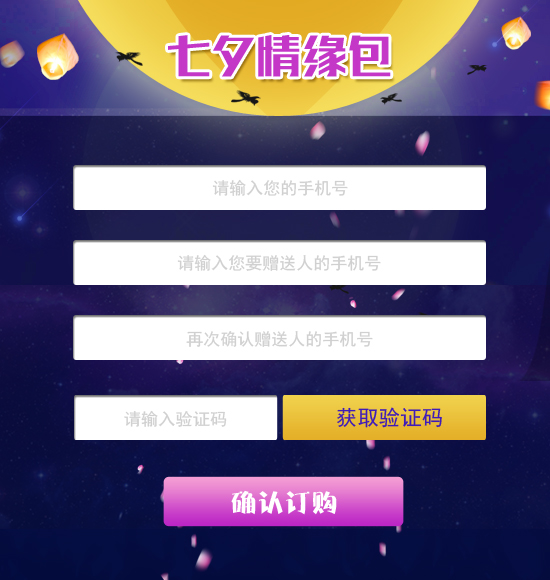 七夕情缘包
请输入您的手机号
请输入您要赠送人的手机号
再次确认赠送人的手机号
请输入验证码
获取验证码
确认订购